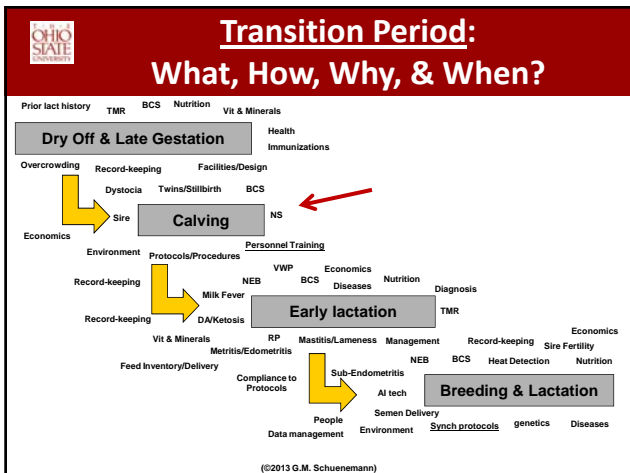 THE
OHIO
STATE
UNIVERSITY
Transition Period:
What, How, Why, & When?
Prior lact history TMR BCS Nutrition Vit & Minerals
Dry Off & Late Gestation
Health
Immunizations
Overcrowding Record-keeping Facilities/Design
Dystocia Twins/Stillbirth BCS
Sire Calving NS
Economics
Personnel Training
Environment Protocols/Procedures
VWP Economics
Record-keeping NEB BCS Diseases Nutrition
Milk Fever Diagnosis
Early lactation TMR
Record-keeping DA/Ketosis
Vit & Minerals RP Mastitis/Lameness Management Record-keeping Economics
Sire Fertility
Metritis/Edometritis
NEB BCS Heat Detection Nutrition
Feed Inventory/Delivery
Sub-Endometritis
Compliance to
Protocols
AI tech Breeding & Lactation
Semen Delivery
People
Data management Environment Synch protocols genetics Diseases
(©2013 G.M. Schuenemann)